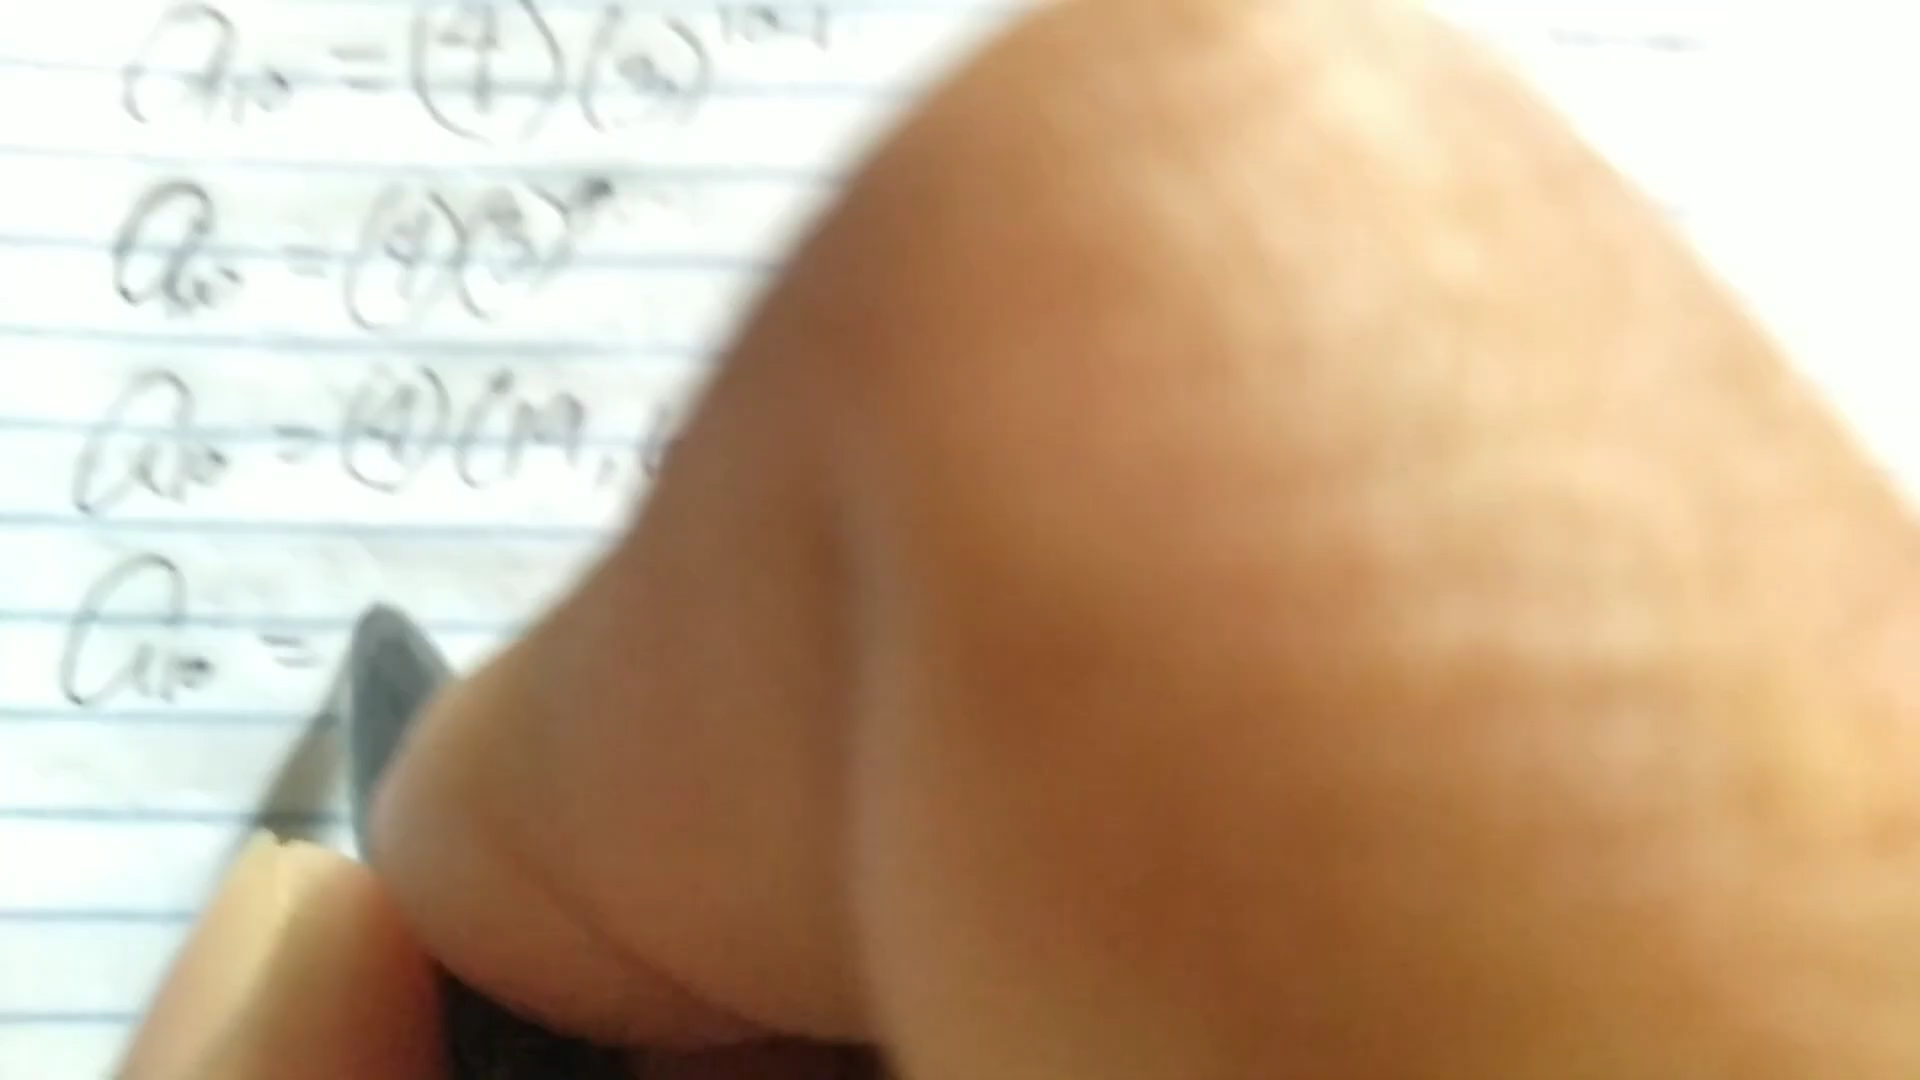 a₁₀ = (4)(3)¹⁰⁻¹
a₁₀ = (4)(3)⁹
a₁₀ = (4)(19,
a₁₀ =